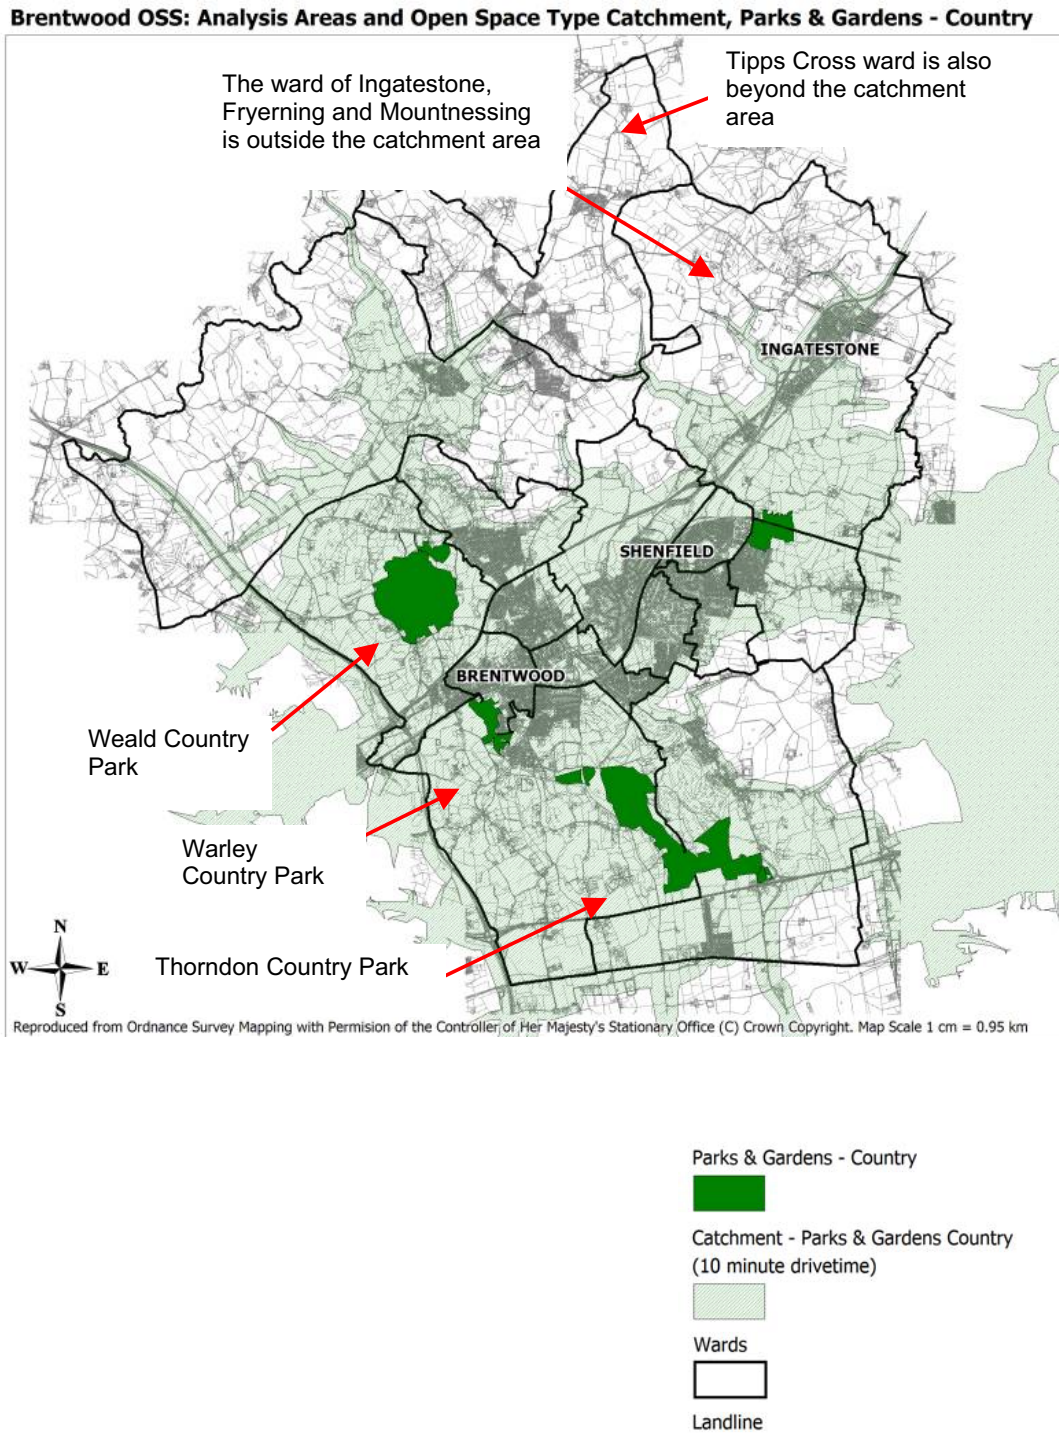 Brentwood OSS: Analysis Areas and Open Space Type Catchment, Parks & Gardens - Country
The ward of Ingatestone,
Fryerning and Mountnessing
is outside the catchment area
Tipps Cross ward is also
beyond the catchment
area
INGATESTONE
SHENFIELD
BRENTWOOD
Weald Country
Park
Warley
Country Park
Thorndon Country Park
N
W
E
S
Reproduced from Ordnance Survey Mapping with Permision of the Controller of Her Majesty's Stationary Office (C) Crown Copyright. Map Scale 1 cm = 0.95 km
Parks & Gardens - Country
Catchment - Parks & Gardens Country
(10 minute drivetime)
Wards
Landline